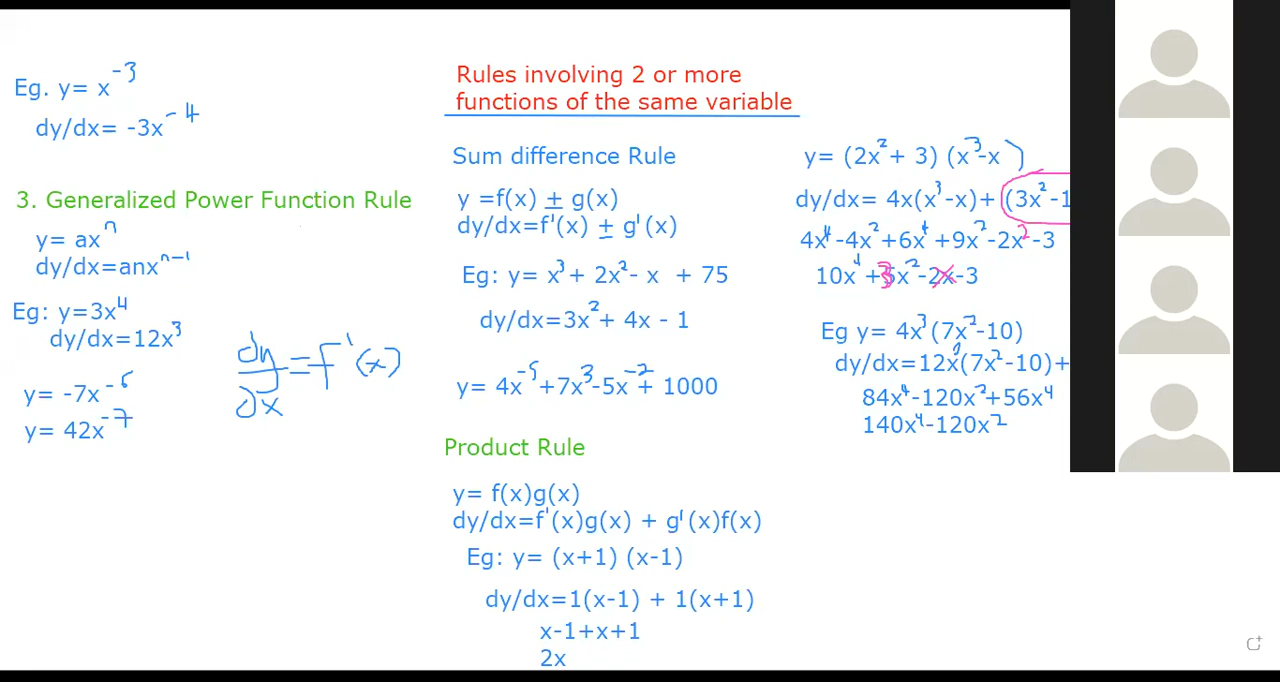 Eg. y= x⁻³
dy/dx= -3x⁻⁴
3. Generalized Power Function Rule
y= axⁿ
dy/dx=anxⁿ⁻¹
Eg: y=3x⁴
dy/dx=12x³
y= -7x⁻⁶
y= 42x⁻⁷
dy/dx = f'(x)
Rules involving 2 or more
functions of the same variable
Sum difference Rule
y =f(x) ± g(x)
dy/dx=f'(x) ± g'(x)
Eg: y= x³+ 2x²- x + 75
dy/dx=3x²+ 4x - 1
y= 4x⁻⁵+7x³-5x⁻²+ 1000
Product Rule
y= f(x)g(x)
dy/dx=f'(x)g(x) + g'(x)f(x)
Eg: y= (x+1) (x-1)
dy/dx=1(x-1) + 1(x+1)
x-1+x+1
2x
y= (2x²+ 3) (x³-x)
dy/dx= 4x(x³-x)+ (3x²-1
4x⁴-4x²+6x⁴+9x²-2x²-3
10x⁴+3x²-2x-3
Eg y= 4x³(7x²-10)
dy/dx=12x²(7x²-10)+
84x⁴-120x²+56x⁴
140x⁴-120x²